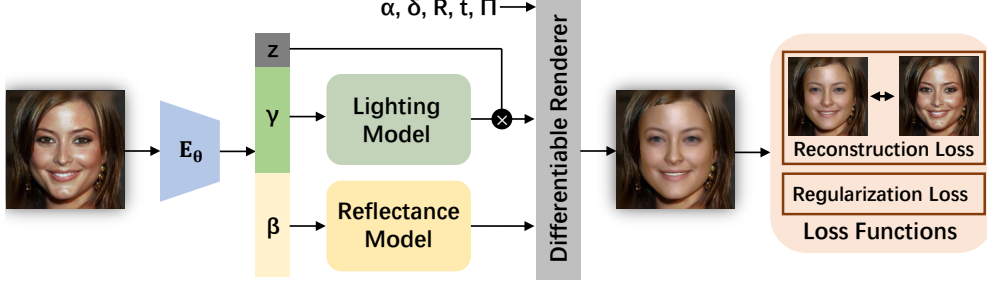 α, δ, R, t, Π
z
γ
β
E_θ
Lighting
Model
Reflectance
Model
Differentiable Renderer
Reconstruction Loss
Regularization Loss
Loss Functions